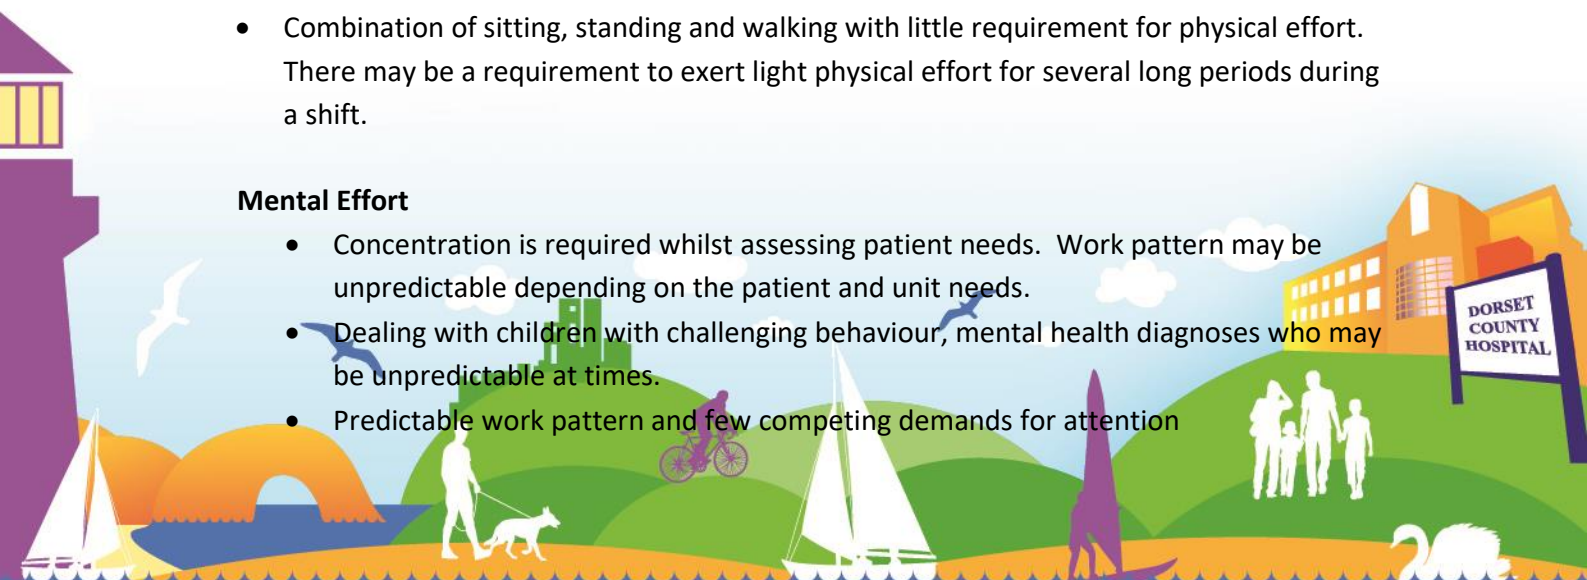 • Combination of sitting, standing and walking with little requirement for physical effort.
There may be a requirement to exert light physical effort for several long periods during
a shift.
Mental Effort
• Concentration is required whilst assessing patient needs.  Work pattern may be
unpredictable depending on the patient and unit needs.
• Dealing with children with challenging behaviour, mental health diagnoses who may
be unpredictable at times.
• Predictable work pattern and few competing demands for attention
DORSET
COUNTY
HOSPITAL